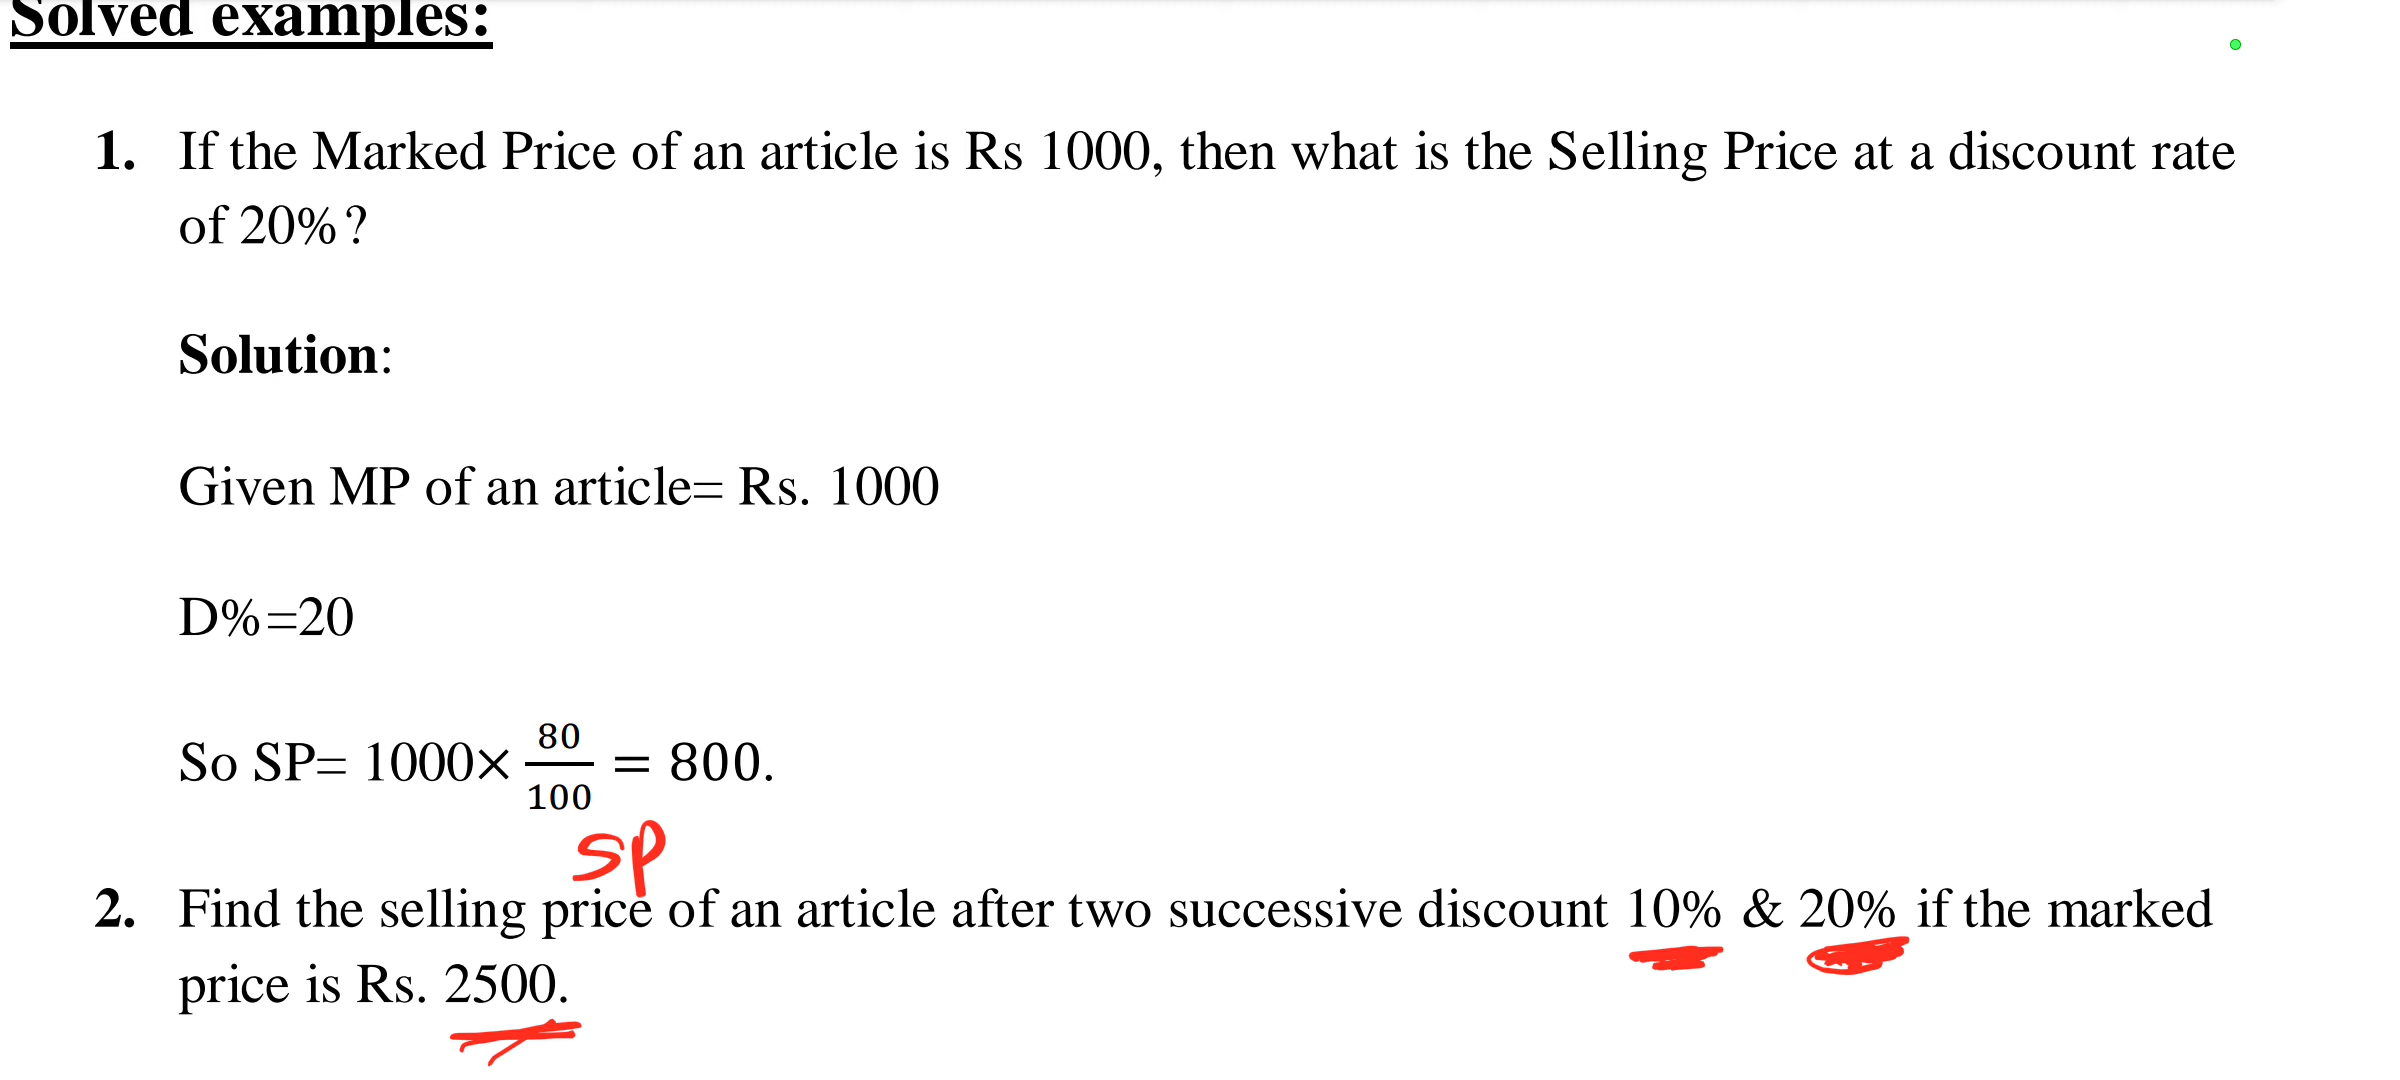 Solved examples:
1. If the Marked Price of an article is Rs 1000, then what is the Selling Price at a discount rate
of 20%?
Solution:
Given MP of an article= Rs. 1000
D%=20
So SP= 1000× 80/100 = 800.
SP
2. Find the selling price of an article after two successive discount 10% & 20% if the marked
price is Rs. 2500.